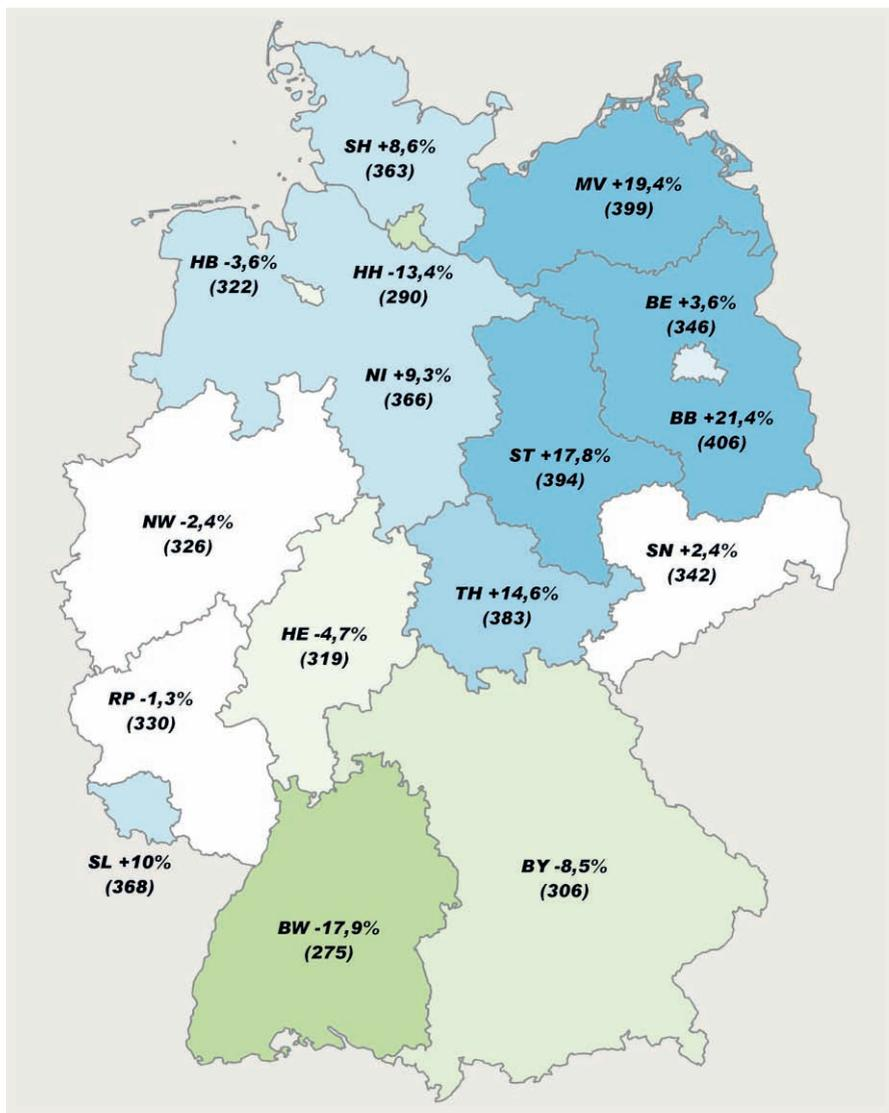 SH +8,6%
(363)
MV +19,4%
(399)
HB -3,6%
(322)
HH -13,4%
(290)
BE +3,6%
(346)
NI +9,3%
(366)
BB +21,4%
(406)
ST +17,8%
(394)
NW -2,4%
(326)
SN +2,4%
(342)
TH +14,6%
(383)
HE -4,7%
(319)
RP -1,3%
(330)
SL +10%
(368)
BY -8,5%
(306)
BW -17,9%
(275)